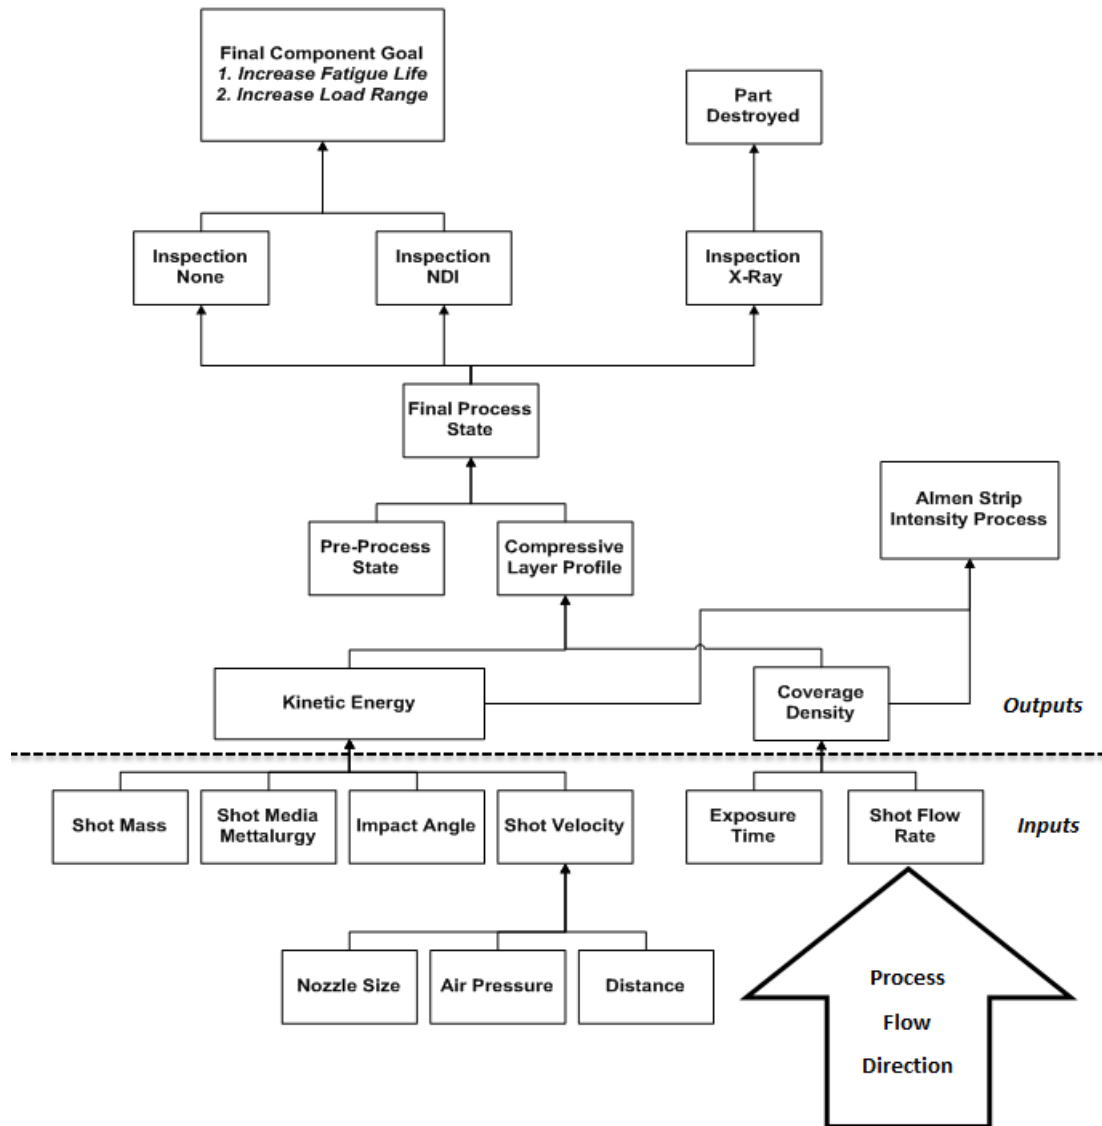 Final Component Goal
1. Increase Fatigue Life
2. Increase Load Range
Part
Destroyed
Inspection
None
Inspection
NDI
Inspection
X-Ray
Final Process
State
Almen Strip
Intensity Process
Pre-Process
State
Compressive
Layer Profile
Kinetic Energy
Coverage
Density
Outputs
Shot Mass
Shot Media
Mettalurgy
Impact Angle
Shot Velocity
Exposure
Time
Shot Flow
Rate
Inputs
Nozzle Size
Air Pressure
Distance
Process
Flow
Direction